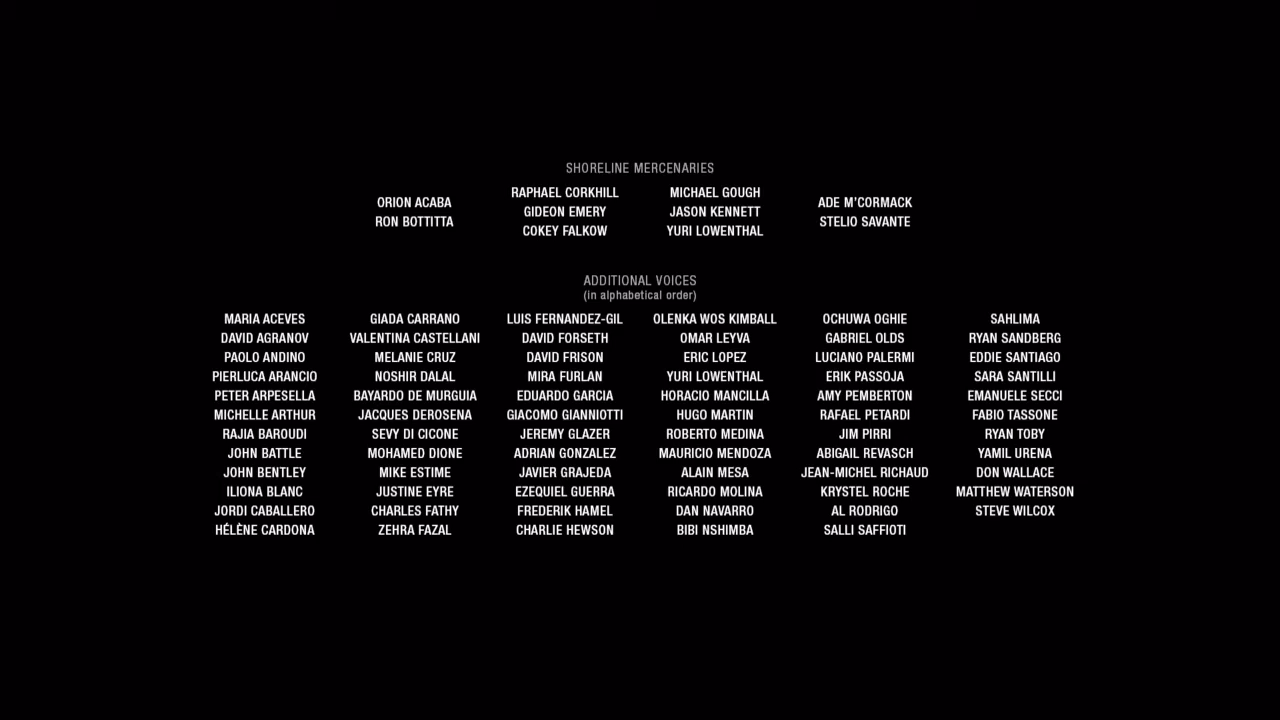 SHORELINE MERCENARIES
ORION ACABA
RON BOTTITTA
RAPHAEL CORKHILL
GIDEON EMERY
COKEY FALKOW
MICHAEL GOUGH
JASON KENNETT
YURI LOWENTHAL
ADE M'CORMACK
STELIO SAVANTE
ADDITIONAL VOICES
(in alphabetical order)
MARIA ACEVES
DAVID AGRANOV
PAOLO ANDINO
PIERLUCA ARANCIO
PETER ARPESELLA
MICHELLE ARTHUR
RAJIA BAROUDI
JOHN BATTLE
JOHN BENTLEY
ILIONA BLANC
JORDI CABALLERO
HÉLÈNE CARDONA
GIADA CARRANO
VALENTINA CASTELLANI
MELANIE CRUZ
NOSHIR DALAL
BAYARDO DE MURGUIA
JACQUES DEROSENA
SEVY DI CICONE
MOHAMED DIONE
MIKE ESTIME
JUSTINE EYRE
CHARLES FATHY
ZEHRA FAZAL
LUIS FERNANDEZ-GIL
DAVID FORSETH
DAVID FRISON
MIRA FURLAN
EDUARDO GARCIA
GIACOMO GIANNIOTTI
JEREMY GLAZER
ADRIAN GONZALEZ
JAVIER GRAJEDA
EZEQUIEL GUERRA
FREDERIK HAMEL
CHARLIE HEWSON
OLENKA WOS KIMBALL
OMAR LEYVA
ERIC LOPEZ
YURI LOWENTHAL
HORACIO MANCILLA
HUGO MARTIN
ROBERTO MEDINA
MAURICIO MENDOZA
ALAIN MESA
RICARDO MOLINA
DAN NAVARRO
BIBI NSHIMBA
OCHUWA OGHIE
GABRIEL OLDS
LUCIANO PALERMI
ERIK PASSOJA
AMY PEMBERTON
RAFAEL PETARDI
JIM PIRRI
ABIGAIL REVASCH
JEAN-MICHEL RICHAUD
KRYSTEL ROCHE
AL RODRIGO
SALLI SAFFIOTI
SAHLIMA
RYAN SANDBERG
EDDIE SANTIAGO
SARA SANTILLI
EMANUELE SECCI
FABIO TASSONE
RYAN TOBY
YAMIL URENA
DON WALLACE
MATTHEW WATERSON
STEVE WILCOX